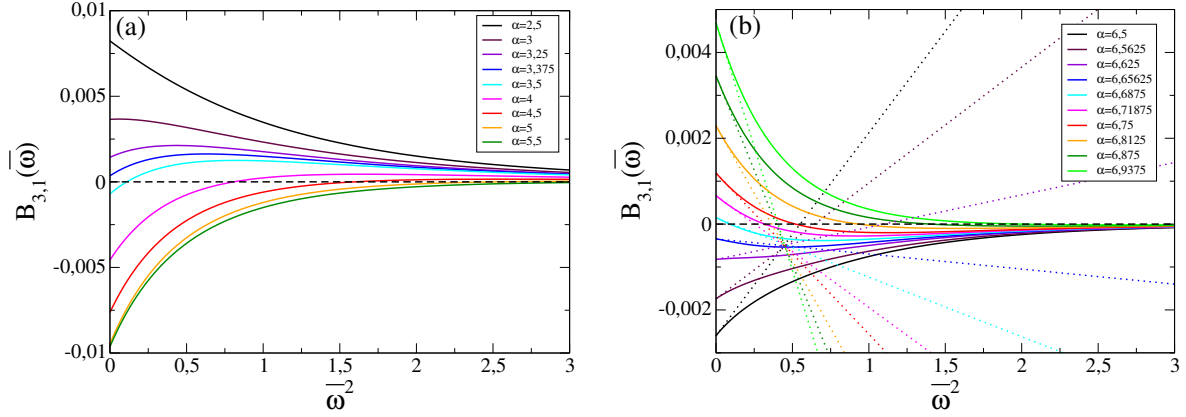 (a)
0,01
0,005
0
-0,005
-0,01
B3,1(ω̅)
α=2,5
α=3
α=3,25
α=3,375
α=3,5
α=4
α=4,5
α=5
α=5,5
0 0,5 1 1,5 2 2,5 3
ω̅²
(b)
0,004
0,002
0
-0,002
B3,1(ω̅)
α=6,5
α=6,5625
α=6,625
α=6,65625
α=6,6875
α=6,71875
α=6,75
α=6,8125
α=6,875
α=6,9375
0 0,5 1 1,5 2 2,5 3
ω̅²